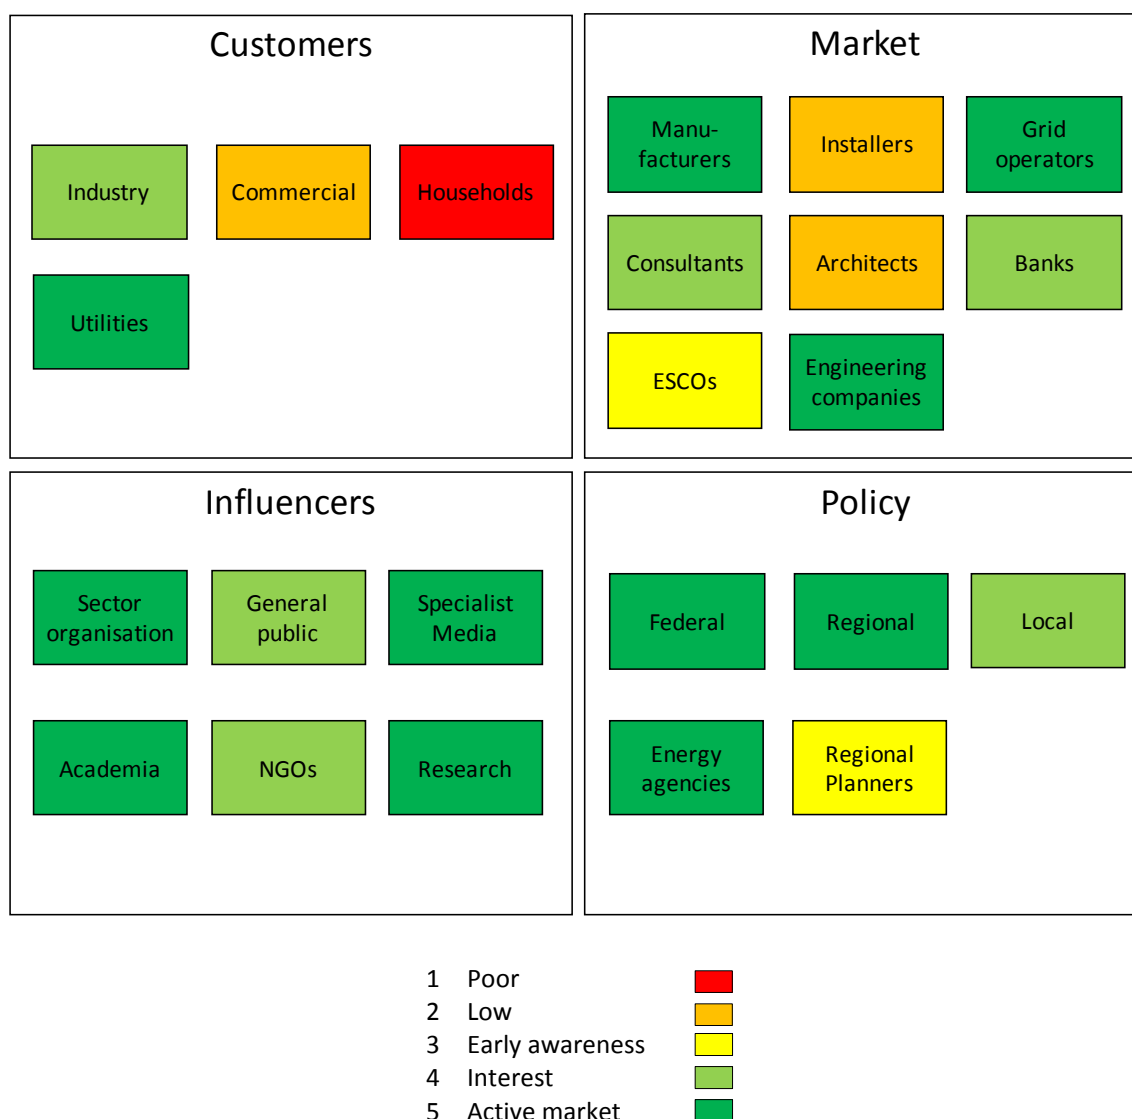 Customers
Industry
Commercial
Households
Utilities
Market
Manu-
facturers
Installers
Grid
operators
Consultants
Architects
Banks
ESCOs
Engineering
companies
Influencers
Sector
organisation
General
public
Specialist
Media
Academia
NGOs
Research
Policy
Federal
Regional
Local
Energy
agencies
Regional
Planners
1 Poor
2 Low
3 Early awareness
4 Interest
5 Active market